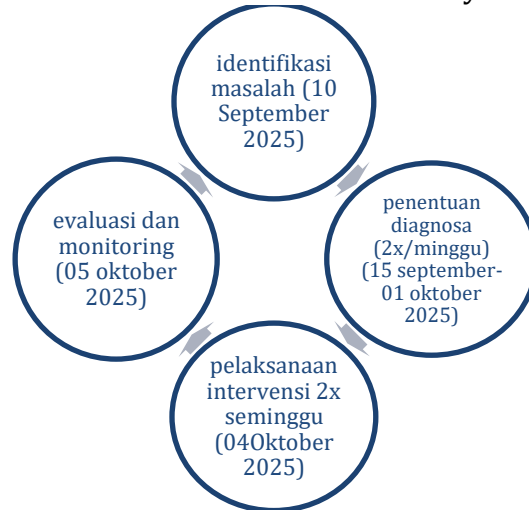 identifikasi
masalah (10
September
2025)
penentuan
diagnosa
(2x/minggu)
(15 september-
01 oktober
2025)
pelaksanaan
intervensi 2x
seminggu
(04Oktober
2025)
evaluasi dan
monitoring
(05 oktober
2025)